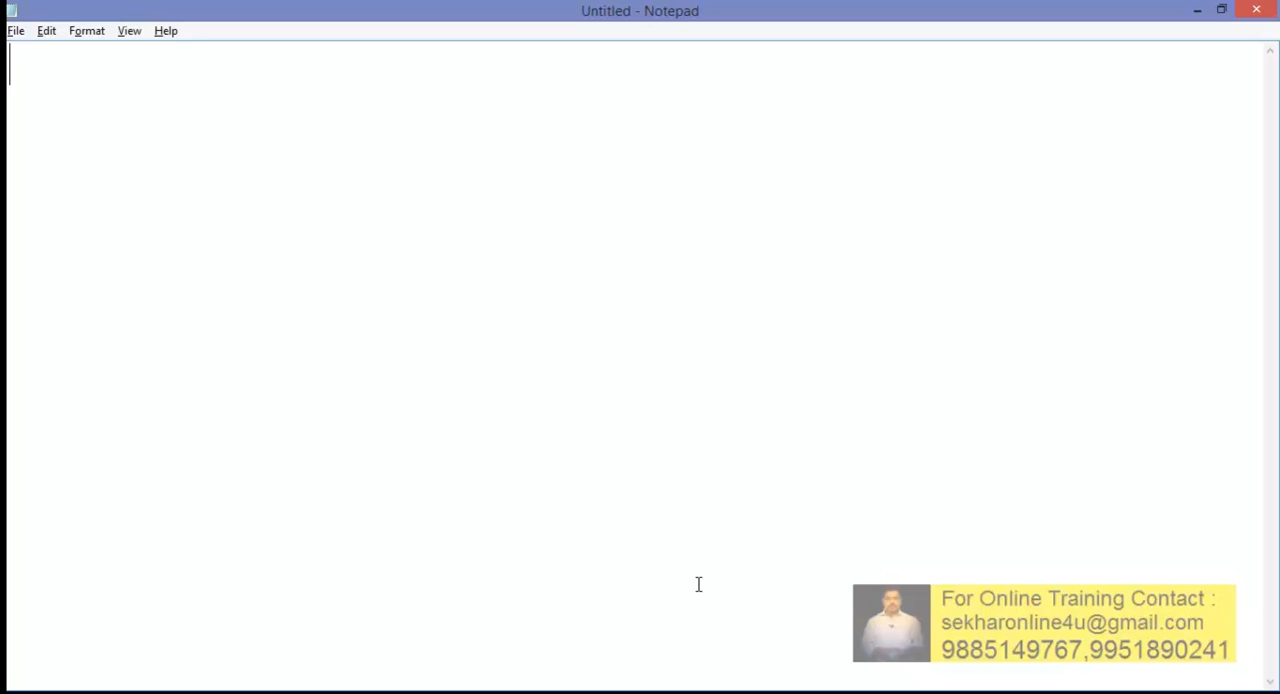 Untitled - Notepad
File Edit Format View Help
For Online Training Contact :
sekharonline4u@gmail.com
9885149767,9951890241